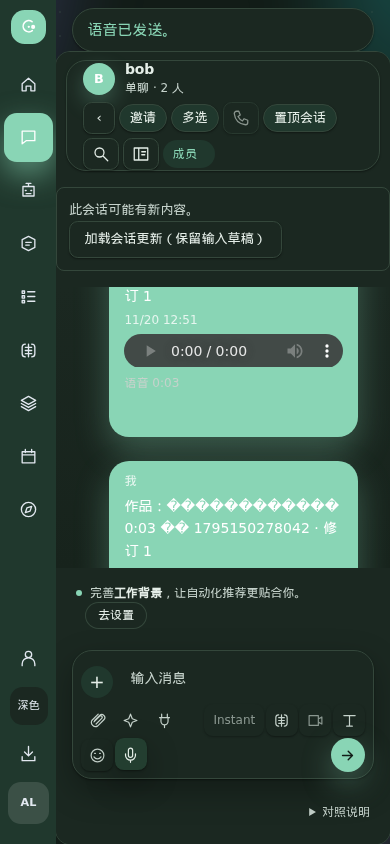 语音已发送。
B
bob
单聊 · 2 人
‹ 邀请 多选 置顶会话
成员
此会话可能有新内容。
加载会话更新（保留输入草稿）
订 1
11/20 12:51
0:00 / 0:00
语音 0:03
我
作品：������������
0:03 �� 1795150278042 · 修
订 1
完善工作背景，让自动化推荐更贴合你。
去设置
输入消息
Instant
深色
AL
▶ 对照说明